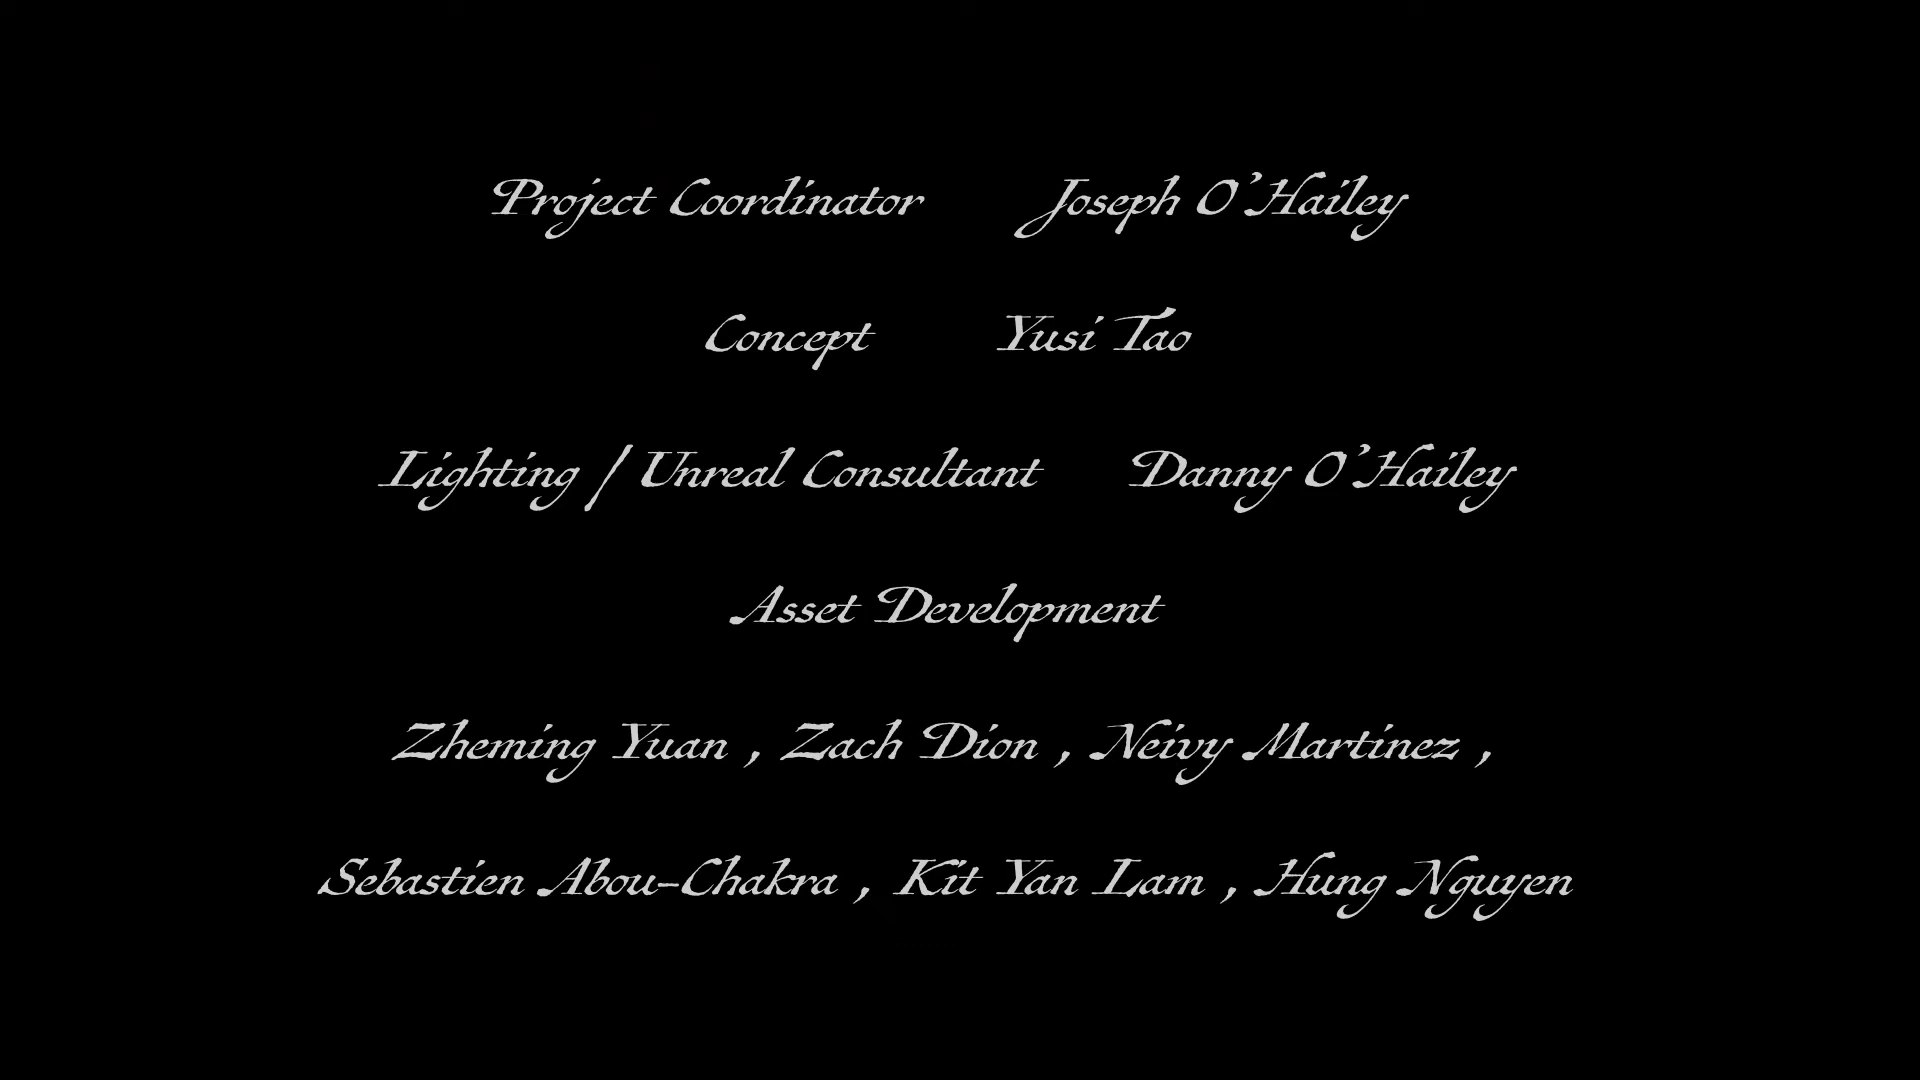 Project Coordinator Joseph O'Hailey
Concept Yusi Tao
Lighting / Unreal Consultant Danny O'Hailey
Asset Development
Zheming Yuan , Zach Dion , Neivy Martinez ,
Sebastien Abou-Chakra , Kit Yan Lam , Hung Nguyen